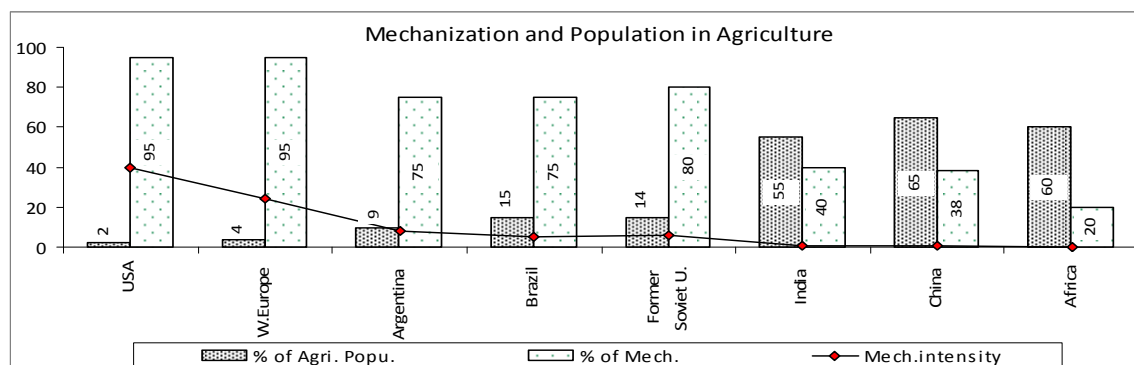 Mechanization and Population in Agriculture
100
80
60
40
20
0
2
95
4
95
9
75
15
75
14
80
55
40
65
38
60
20
USA
W.Europe
Argentina
Brazil
Former
Soviet U.
India
China
Africa
% of Agri. Popu.
% of Mech.
Mech.intensity